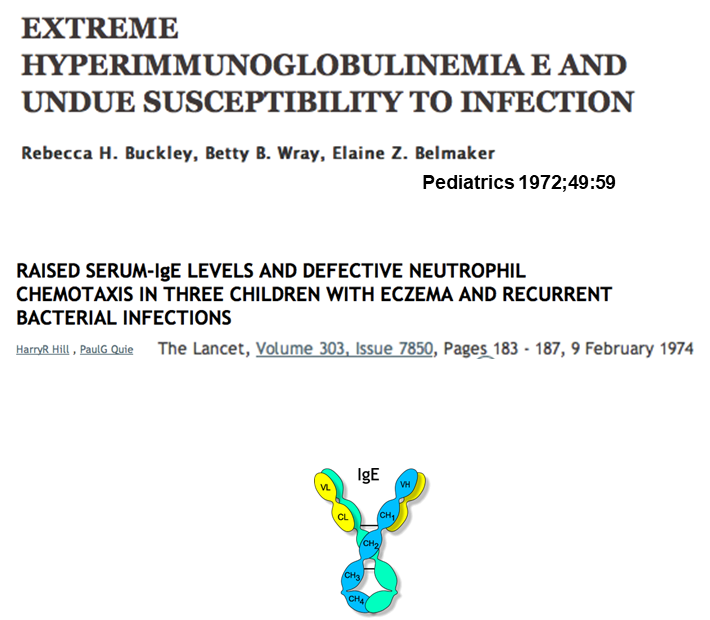 EXTREME
HYPERIMMUNOGLOBULINEMIA E AND
UNDUE SUSCEPTIBILITY TO INFECTION
Rebecca H. Buckley, Betty B. Wray, Elaine Z. Belmaker
Pediatrics 1972;49:59
RAISED SERUM-IgE LEVELS AND DEFECTIVE NEUTROPHIL
CHEMOTAXIS IN THREE CHILDREN WITH ECZEMA AND RECURRENT
BACTERIAL INFECTIONS
HarryR Hill , PaulG Quie The Lancet, Volume 303, Issue 7850, Pages 183 - 187, 9 February 1974
IgE
VL VH
CL CH1
CH2
CH3
CH4